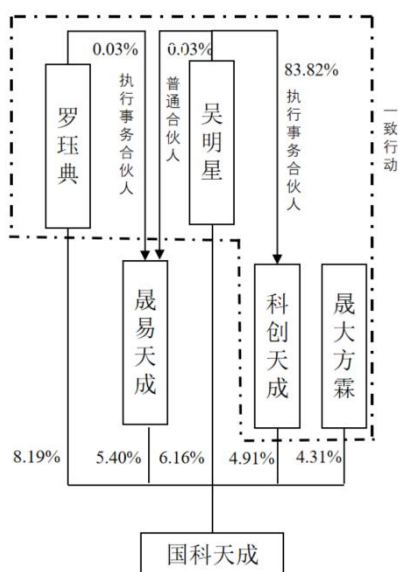 0.03%
0.03%
83.82%
罗珏典
执行事务合伙人
普通合伙人
吴明星
执行事务合伙人
一致行动
晟易天成
科创天成
晟大方霖
8.19%
5.40%
6.16%
4.91%
4.31%
国科天成